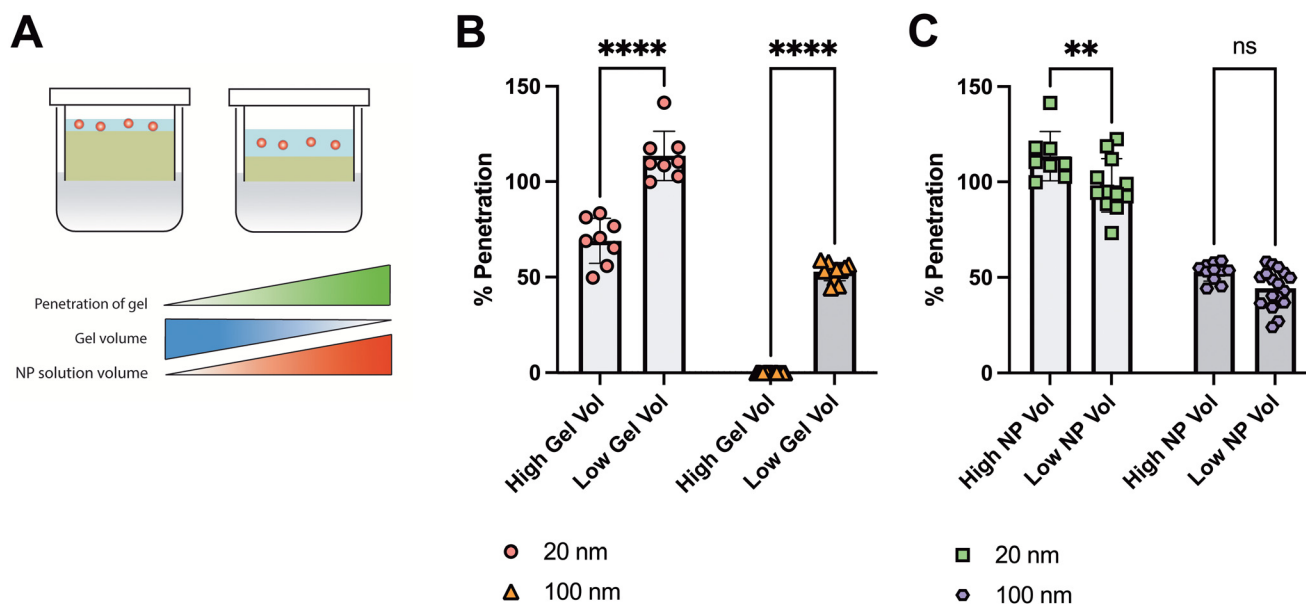 A
Penetration of gel
Gel volume
NP solution volume
B
**** ****
% Penetration
150
100
50
0
High Gel Vol
Low Gel Vol
High Gel Vol
Low Gel Vol
20 nm
100 nm
C
** ns
% Penetration
150
100
50
0
High NP Vol
Low NP Vol
High NP Vol
Low NP Vol
20 nm
100 nm